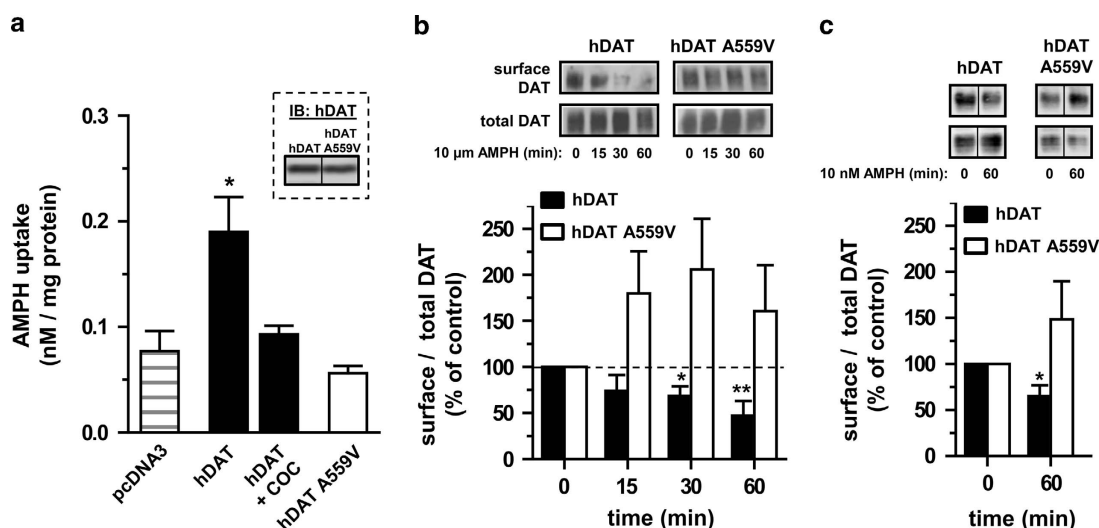 a
AMPH uptake
(nM / mg protein)
0.3
0.2
0.1
0.0
*
IB: hDAT
hDAT
hDAT A559V
pcDNA3
hDAT
hDAT + COC
hDAT A559V
b
hDAT
hDAT A559V
surface DAT
total DAT
10 µm AMPH (min): 0 15 30 60 0 15 30 60
hDAT
hDAT A559V
surface / total DAT
(% of control)
250
200
150
100
50
0
*
**
0 15 30 60
time (min)
c
hDAT
hDAT A559V
10 nM AMPH (min): 0 60 0 60
hDAT
hDAT A559V
surface / total DAT
(% of control)
250
200
150
100
50
0
*
0 60
time (min)